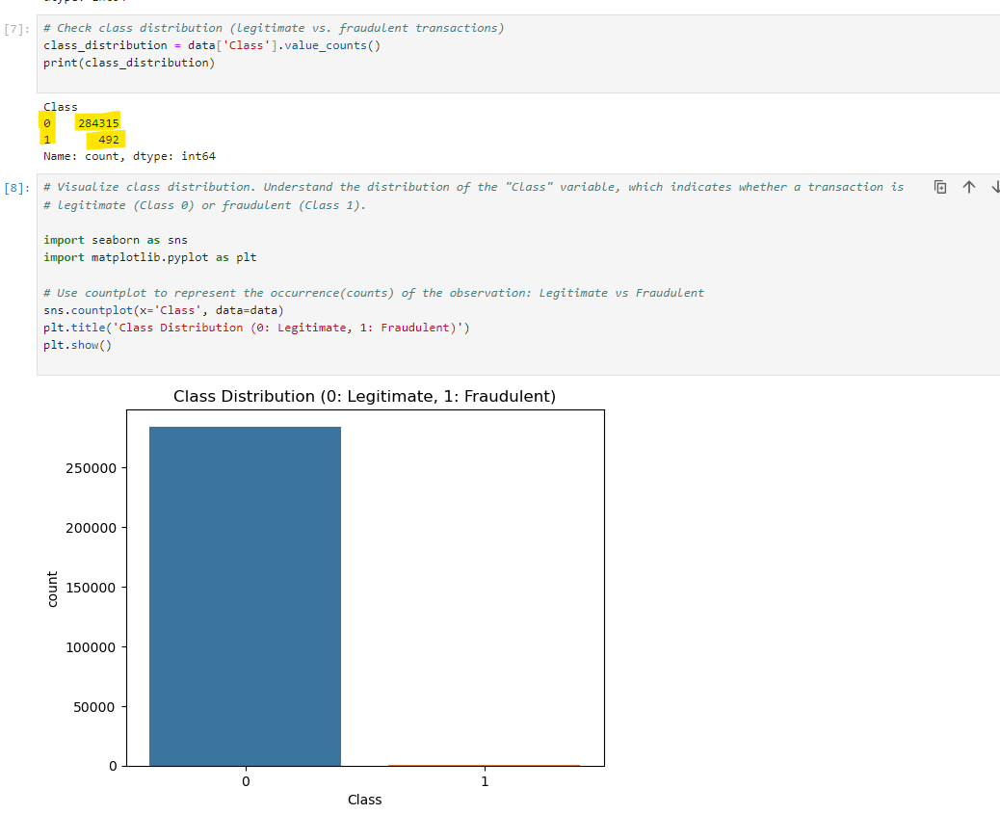 [7]:
# Check class distribution (legitimate vs. fraudulent transactions)
class_distribution = data['Class'].value_counts()
print(class_distribution)
Class
0    284315
1       492
Name: count, dtype: int64
[8]:
# Visualize class distribution. Understand the distribution of the "Class" variable, which indicates whether a transaction is
# legitimate (Class 0) or fraudulent (Class 1).
import seaborn as sns
import matplotlib.pyplot as plt
# Use countplot to represent the occurrence(counts) of the observation: Legitimate vs Fraudulent
sns.countplot(x='Class', data=data)
plt.title('Class Distribution (0: Legitimate, 1: Fraudulent)')
plt.show()
Class Distribution (0: Legitimate, 1: Fraudulent)
250000
200000
150000
100000
50000
0
count
0 1
Class